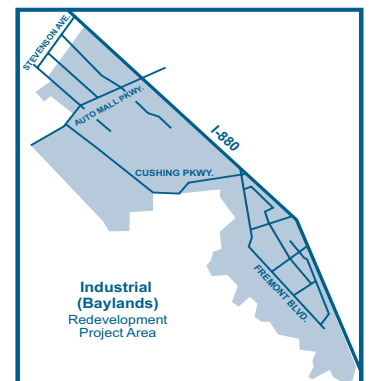 STEVENSON AVE.
AUTO MALL PKWY.
I-880
CUSHING PKWY.
FREMONT BLVD.
Industrial
(Baylands)
Redevelopment
Project Area